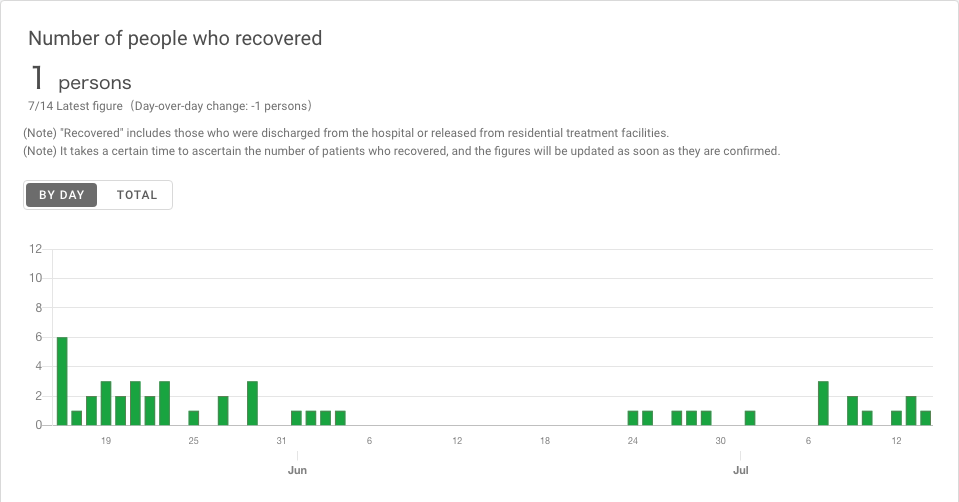 Number of people who recovered
1 persons
7/14 Latest figure（Day-over-day change: -1 persons）
(Note) "Recovered" includes those who were discharged from the hospital or released from residential treatment facilities.
(Note) It takes a certain time to ascertain the number of patients who recovered, and the figures will be updated as soon as they are confirmed.
BY DAY TOTAL
12
10
8
6
4
2
0
19 25 31 6 12 18 24 30 6 12
Jun Jul